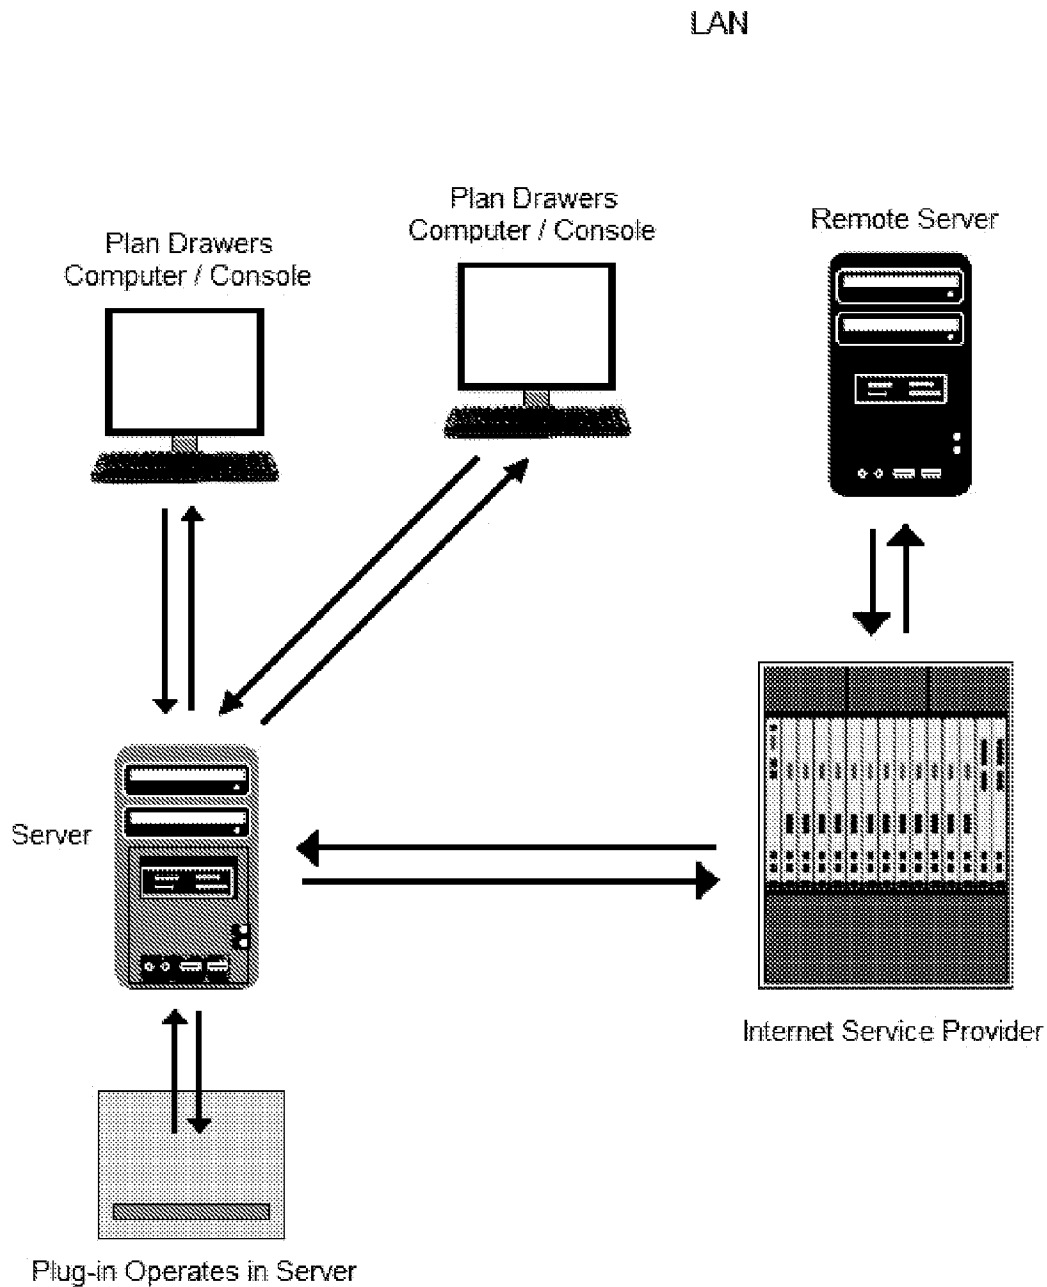 LAN
Plan Drawers
Computer / Console
Plan Drawers
Computer / Console
Remote Server
Server
Internet Service Provider
Plug-in Operates in Server